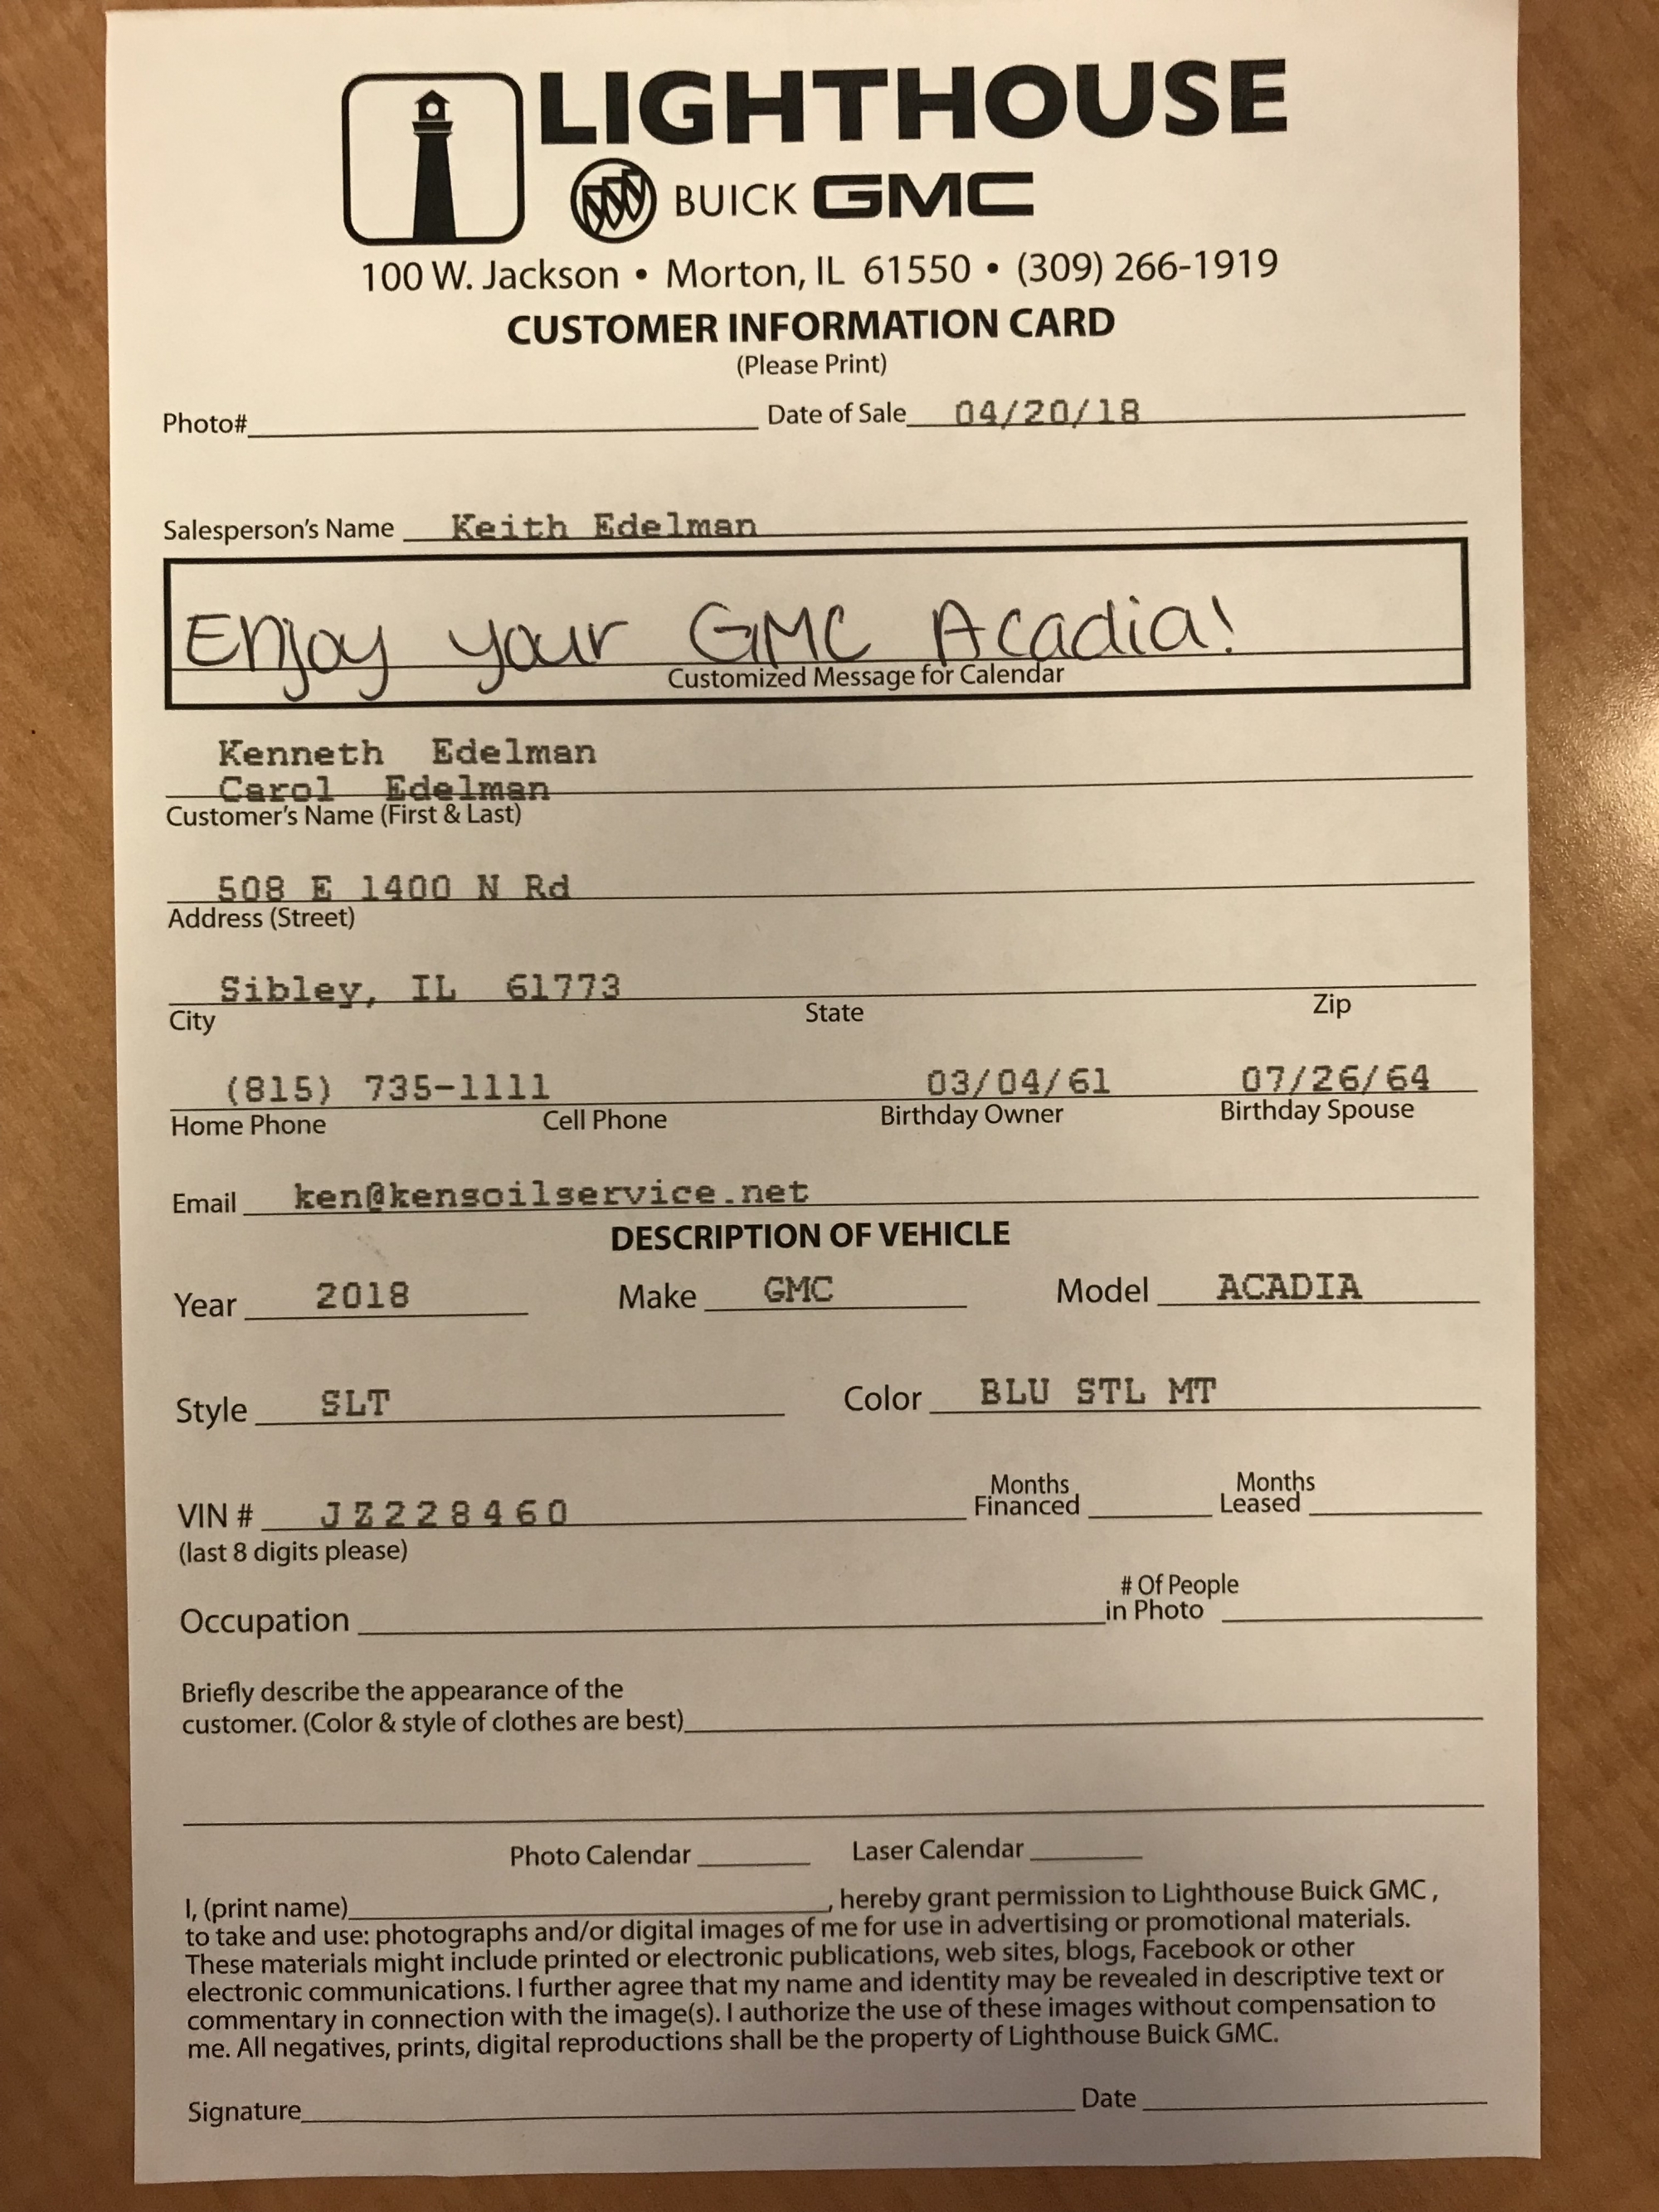 LIGHTHOUSE
BUICK GMC
100 W. Jackson • Morton, IL 61550 • (309) 266-1919
CUSTOMER INFORMATION CARD
(Please Print)
Photo# Date of Sale 04/20/18
Salesperson's Name Keith Edelman
Enjoy your GMC Acadia!
Customized Message for Calendar
Kenneth Edelman
Carol Edelman
Customer's Name (First & Last)
508 E 1400 N Rd
Address (Street)
Sibley, IL 61773
City State Zip
(815) 735-1111 03/04/61 07/26/64
Home Phone Cell Phone Birthday Owner Birthday Spouse
Email ken@kensoilservice.net
DESCRIPTION OF VEHICLE
Year 2018 Make GMC Model ACADIA
Style SLT Color BLU STL MT
VIN # JZ228460 Months Financed Months Leased
(last 8 digits please)
Occupation # Of People in Photo
Briefly describe the appearance of the
customer. (Color & style of clothes are best)
Photo Calendar Laser Calendar
I, (print name) , hereby grant permission to Lighthouse Buick GMC ,
to take and use: photographs and/or digital images of me for use in advertising or promotional materials.
These materials might include printed or electronic publications, web sites, blogs, Facebook or other
electronic communications. I further agree that my name and identity may be revealed in descriptive text or
commentary in connection with the image(s). I authorize the use of these images without compensation to
me. All negatives, prints, digital reproductions shall be the property of Lighthouse Buick GMC.
Signature Date